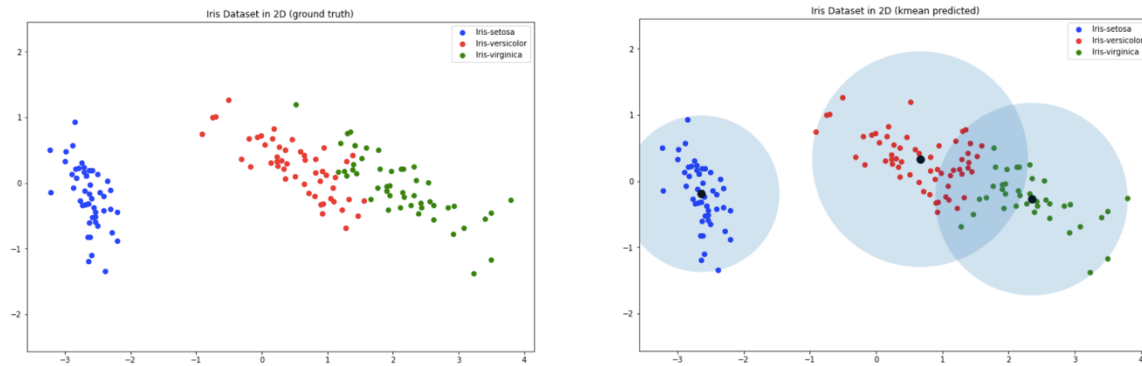 Iris Dataset in 2D (ground truth)
Iris-setosa
Iris-versicolor
Iris-virginica
2
1
0
−1
−2
−3 −2 −1 0 1 2 3 4
Iris Dataset in 2D (kmean predicted)
Iris-setosa
Iris-versicolor
Iris-virginica
2
1
0
−1
−2
−3 −2 −1 0 1 2 3 4